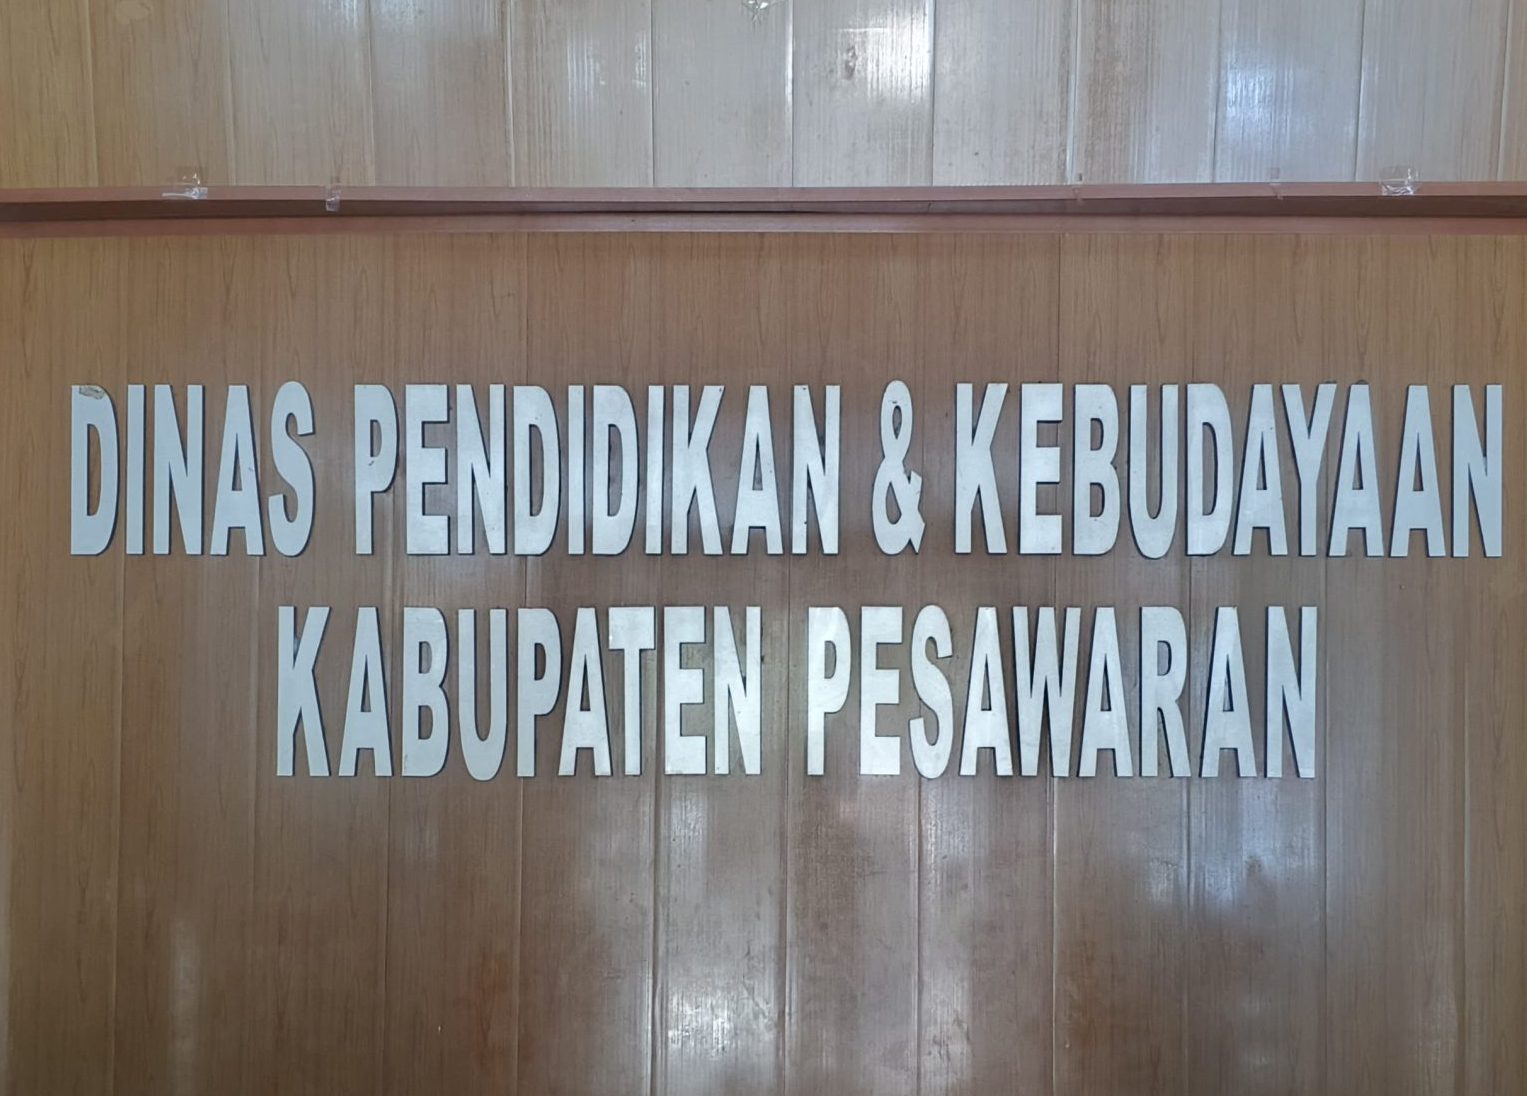 DINAS PENDIDIKAN & KEBUDAYAAN
KABUPATEN PESAWARAN